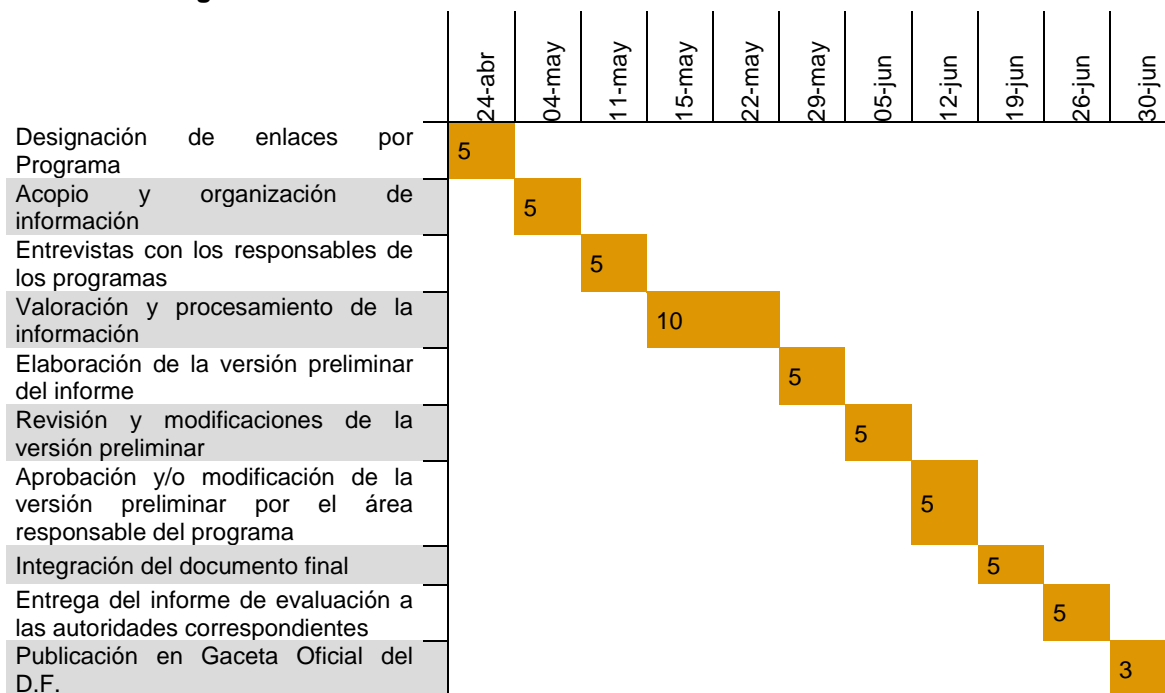 24-abr 04-may 11-may 15-may 22-may 29-may 05-jun 12-jun 19-jun 26-jun 30-jun
Designación de enlaces por
Programa
5
Acopio y organización de
información
5
Entrevistas con los responsables de
los programas
5
Valoración y procesamiento de la
información
10
Elaboración de la versión preliminar
del informe
5
Revisión y modificaciones de la
versión preliminar
5
Aprobación y/o modificación de la
versión preliminar por el área
responsable del programa
5
Integración del documento final
5
Entrega del informe de evaluación a
las autoridades correspondientes
5
Publicación en Gaceta Oficial del
D.F.
3